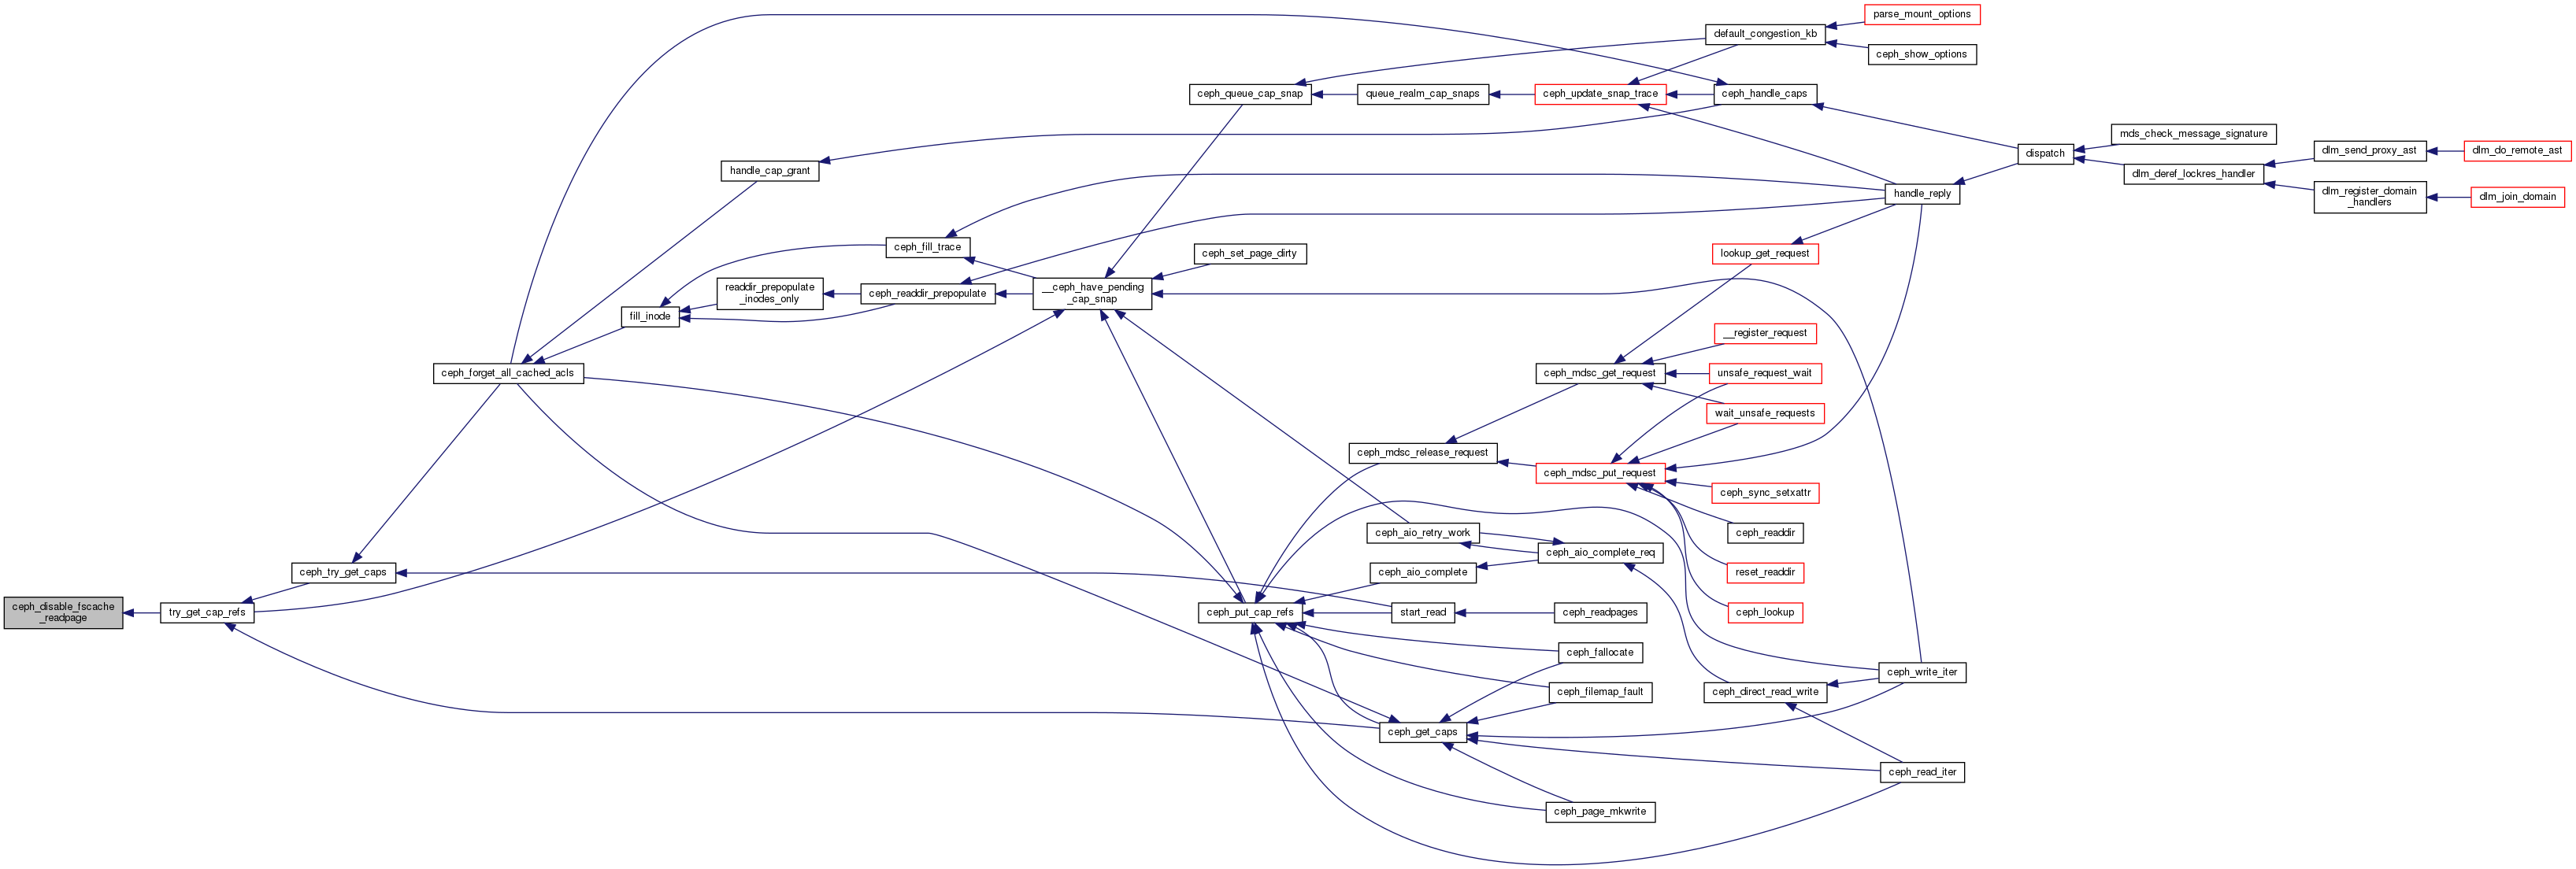 parse_mount_options
default_congestion_kb
ceph_show_options
ceph_queue_cap_snap
queue_realm_cap_snaps
ceph_update_snap_trace
ceph_handle_caps
mds_check_message_signature
dispatch
dlm_send_proxy_ast
dlm_do_remote_ast
handle_cap_grant
dlm_deref_lockres_handler
handle_reply
dlm_register_domain
_handlers
dlm_join_domain
ceph_fill_trace
ceph_set_page_dirty
lookup_get_request
readdir_prepopulate
_inodes_only
ceph_readdir_prepopulate
__ceph_have_pending
_cap_snap
fill_inode
__register_request
ceph_forget_all_cached_acls
ceph_mdsc_get_request
unsafe_request_wait
wait_unsafe_requests
ceph_mdsc_release_request
ceph_mdsc_put_request
ceph_sync_setxattr
ceph_aio_retry_work
ceph_readdir
ceph_aio_complete_req
ceph_try_get_caps
ceph_aio_complete
reset_readdir
ceph_disable_fscache
_readpage
try_get_cap_refs
ceph_put_cap_refs
start_read
ceph_readpages
ceph_lookup
ceph_fallocate
ceph_write_iter
ceph_filemap_fault
ceph_direct_read_write
ceph_get_caps
ceph_read_iter
ceph_page_mkwrite